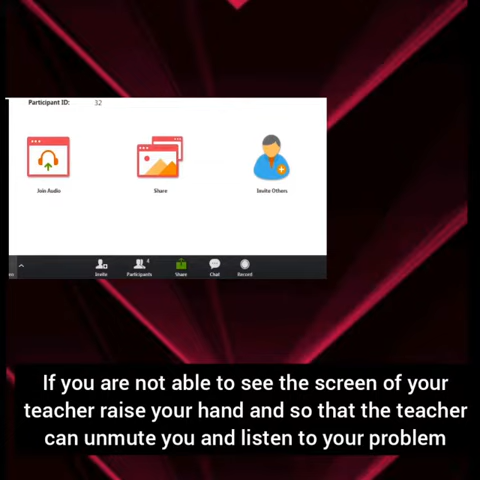 Participant ID: 32
Join Audio Share Invite Others
Invite Participants 4 Share Chat Record
If you are not able to see the screen of your
teacher raise your hand and so that the teacher
can unmute you and listen to your problem